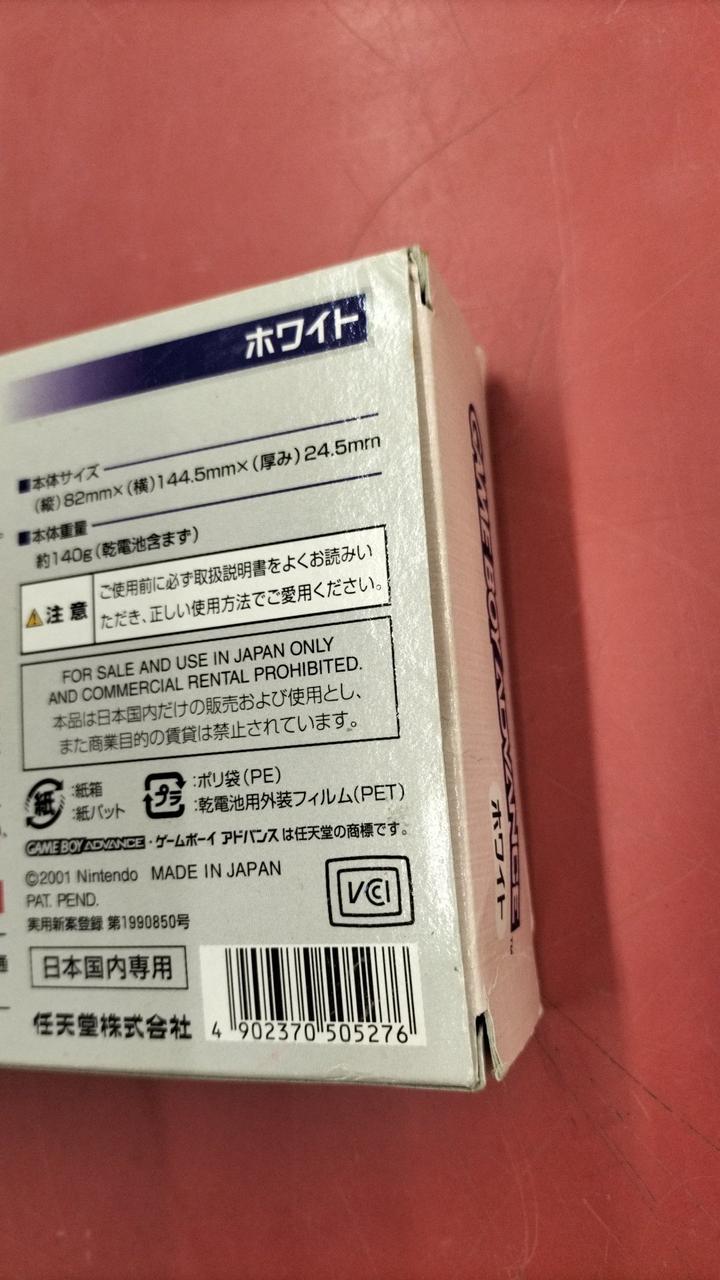 ホワイト
■本体サイズ
(縦)82mm×(横)144.5mm×(厚み)24.5mm
■本体重量
約140g(乾電池含まず)
注意
ご使用前に必ず取扱説明書をよくお読みい
ただき、正しい使用方法でご愛用ください。
FOR SALE AND USE IN JAPAN ONLY
AND COMMERCIAL RENTAL PROHIBITED.
本品は日本国内だけの販売および使用とし、
また商業目的の賃貸は禁止されています。
紙 :紙箱
:紙パット
プラ :ポリ袋(PE)
:乾電池用外装フィルム(PET)
GAME BOY ADVANCE・ゲームボーイ アドバンスは任天堂の商標です。
©2001 Nintendo MADE IN JAPAN
PAT. PEND.
実用新案登録 第1990850号
VCCI
日本国内専用
任天堂株式会社
4 902370 505276
GAME BOY ADVANCE™
ホワイト